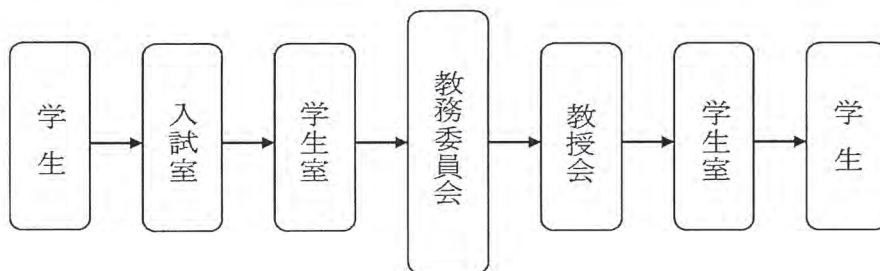 学生
入試室
学生室
教務委員会
教授会
学生室
学生